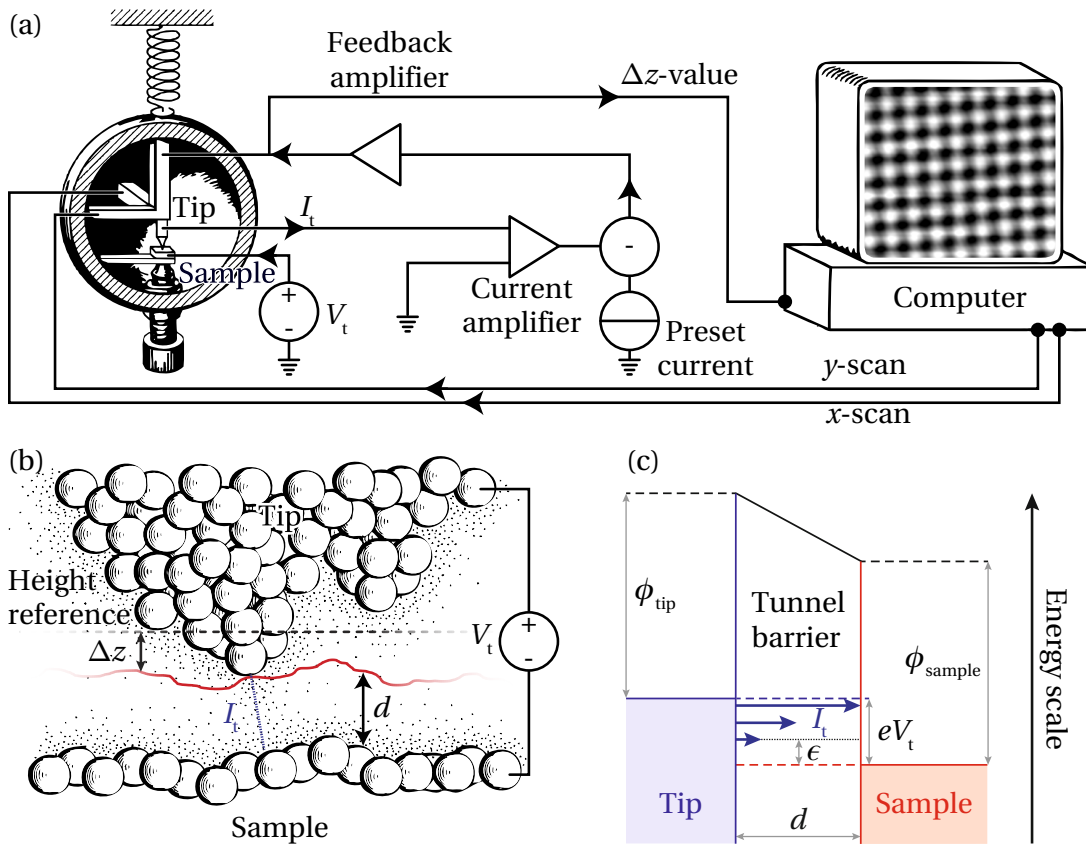 (a)
Feedback
amplifier
Δz-value
Tip
I_t
Sample
+
-
V_t
-
Current
amplifier
Preset
current
Computer
y-scan
x-scan
(b)
Tip
Height
reference
Δz
I_t
d
V_t
+
-
Sample
(c)
ϕ_tip
Tunnel
barrier
ϕ_sample
I_t
eV_t
ϵ
Tip
d
Sample
Energy scale